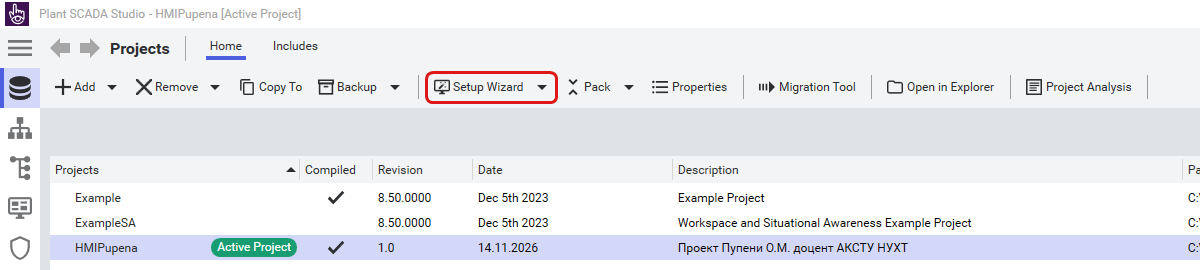 Plant SCADA Studio - HMIPupena [Active Project]
Projects Home Includes
Add Remove Copy To Backup Setup Wizard Pack Properties Migration Tool Open in Explorer Project Analysis
Projects Compiled Revision Date Description Pa
Example 8.50.0000 Dec 5th 2023 Example Project C:\
ExampleSA 8.50.0000 Dec 5th 2023 Workspace and Situational Awareness Example Project C:\
HMIPupena Active Project 1.0 14.11.2026 Проект Пупени О.М. доцент АКСТУ НУХТ C:\